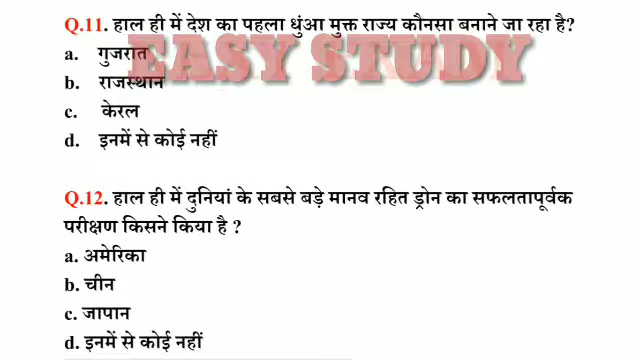 Q.11. हाल ही में देश का पहला धुंआ मुक्त राज्य कौनसा बनाने जा रहा है?
EASY STUDY
a. गुजरात
b. राजस्थान
c. केरल
d. इनमें से कोई नहीं
Q.12. हाल ही में दुनियां के सबसे बड़े मानव रहित ड्रोन का सफलतापूर्वक
परीक्षण किसने किया है ?
a. अमेरिका
b. चीन
c. जापान
d. इनमें से कोई नहीं